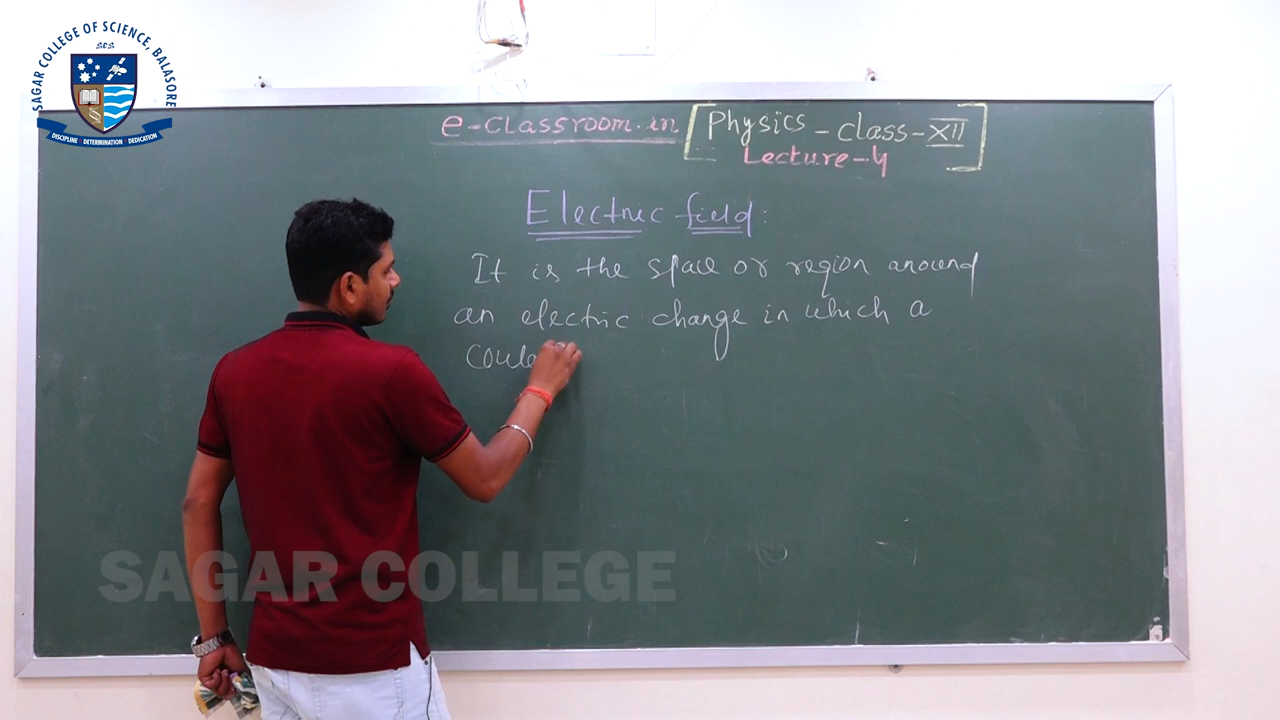 SAGAR COLLEGE OF SCIENCE, BALASORE
SCS
DISCIPLINE DETERMINATION DEDICATION
e-classroom.in [Physics - class - XII
Lecture-4]
Electric field:
It is the space or region around
an electric charge in which a
Coule
SAGAR COLLEGE